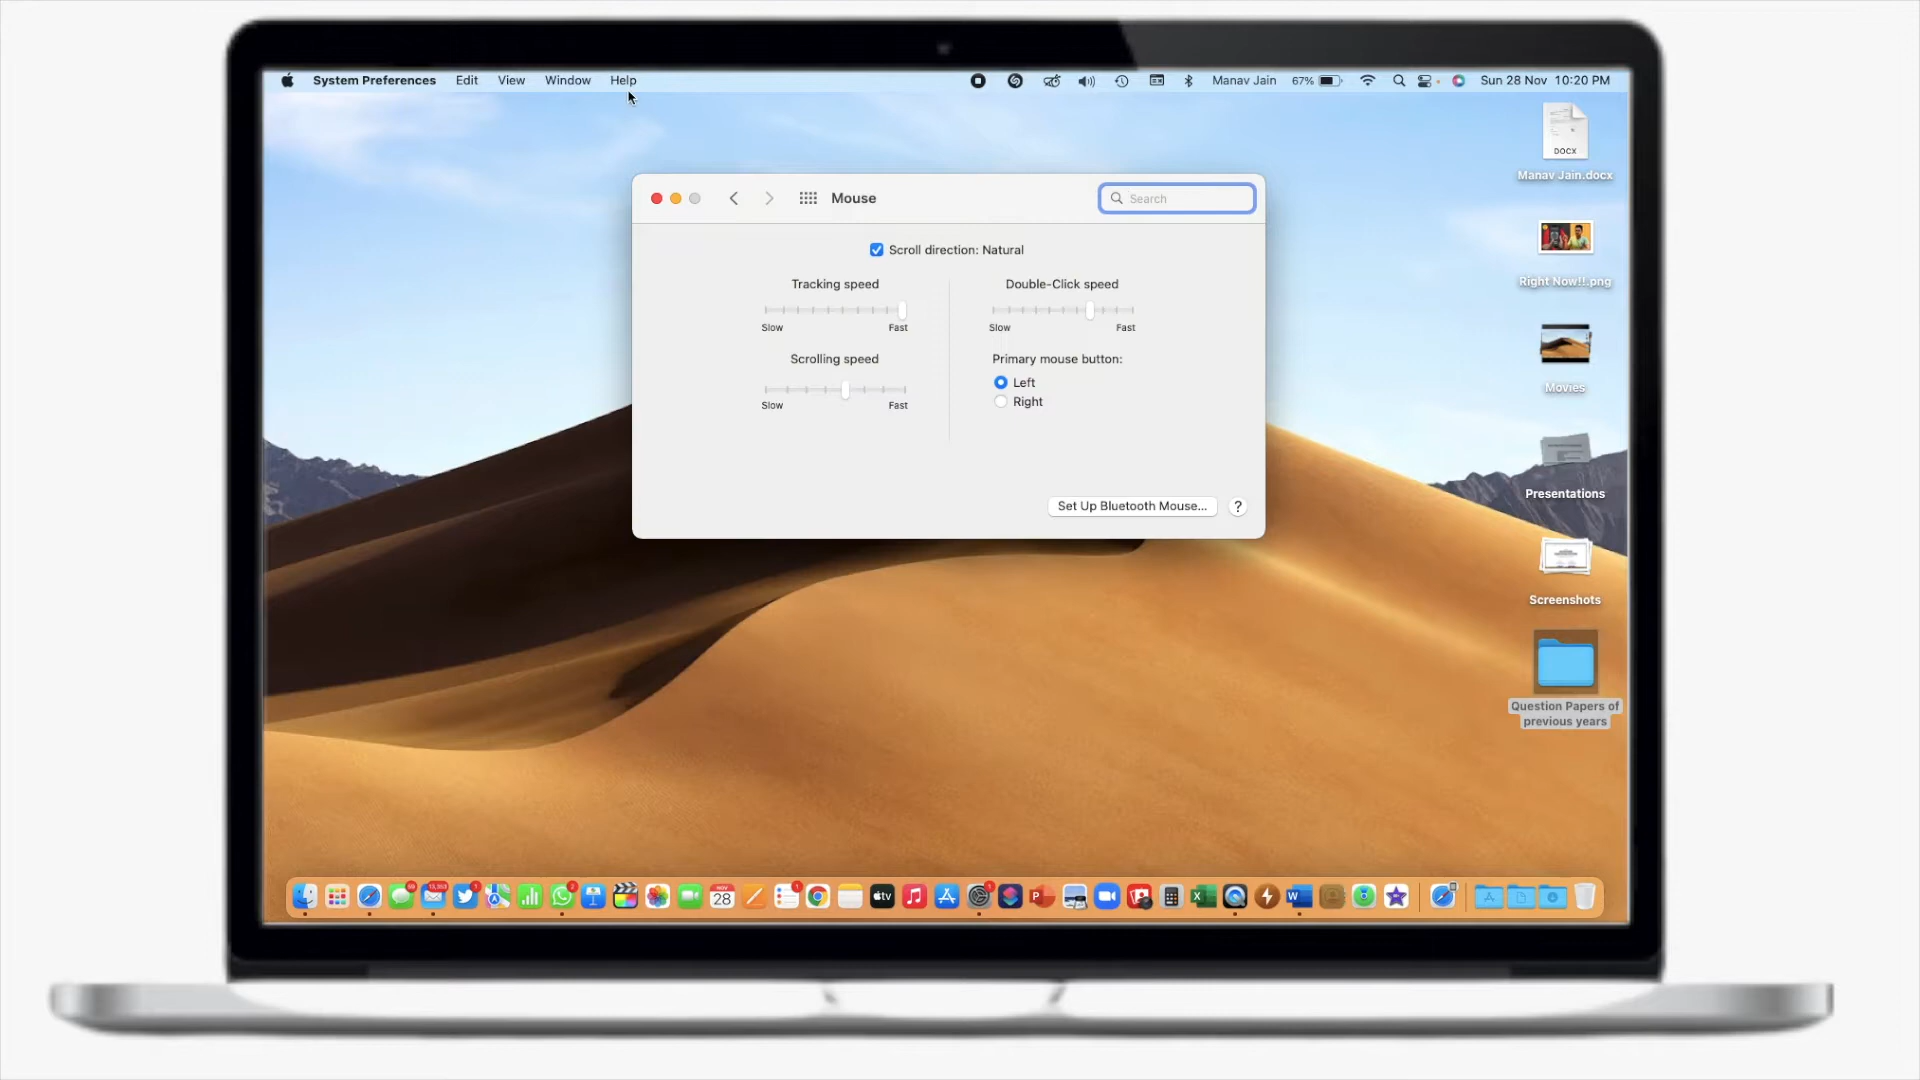 System Preferences Edit View Window Help Manav Jain 67% Sun 28 Nov 10:20 PM
Mouse
Search
Scroll direction: Natural
Tracking speed
Slow Fast
Double-Click speed
Slow Fast
Scrolling speed
Slow Fast
Primary mouse button:
Left
Right
Set Up Bluetooth Mouse...
?
DOCX
Manav Jain.docx
Right Now!!.png
Movies
Presentations
Screenshots
Question Papers of
previous years
NOV
28
tv
P
X
W